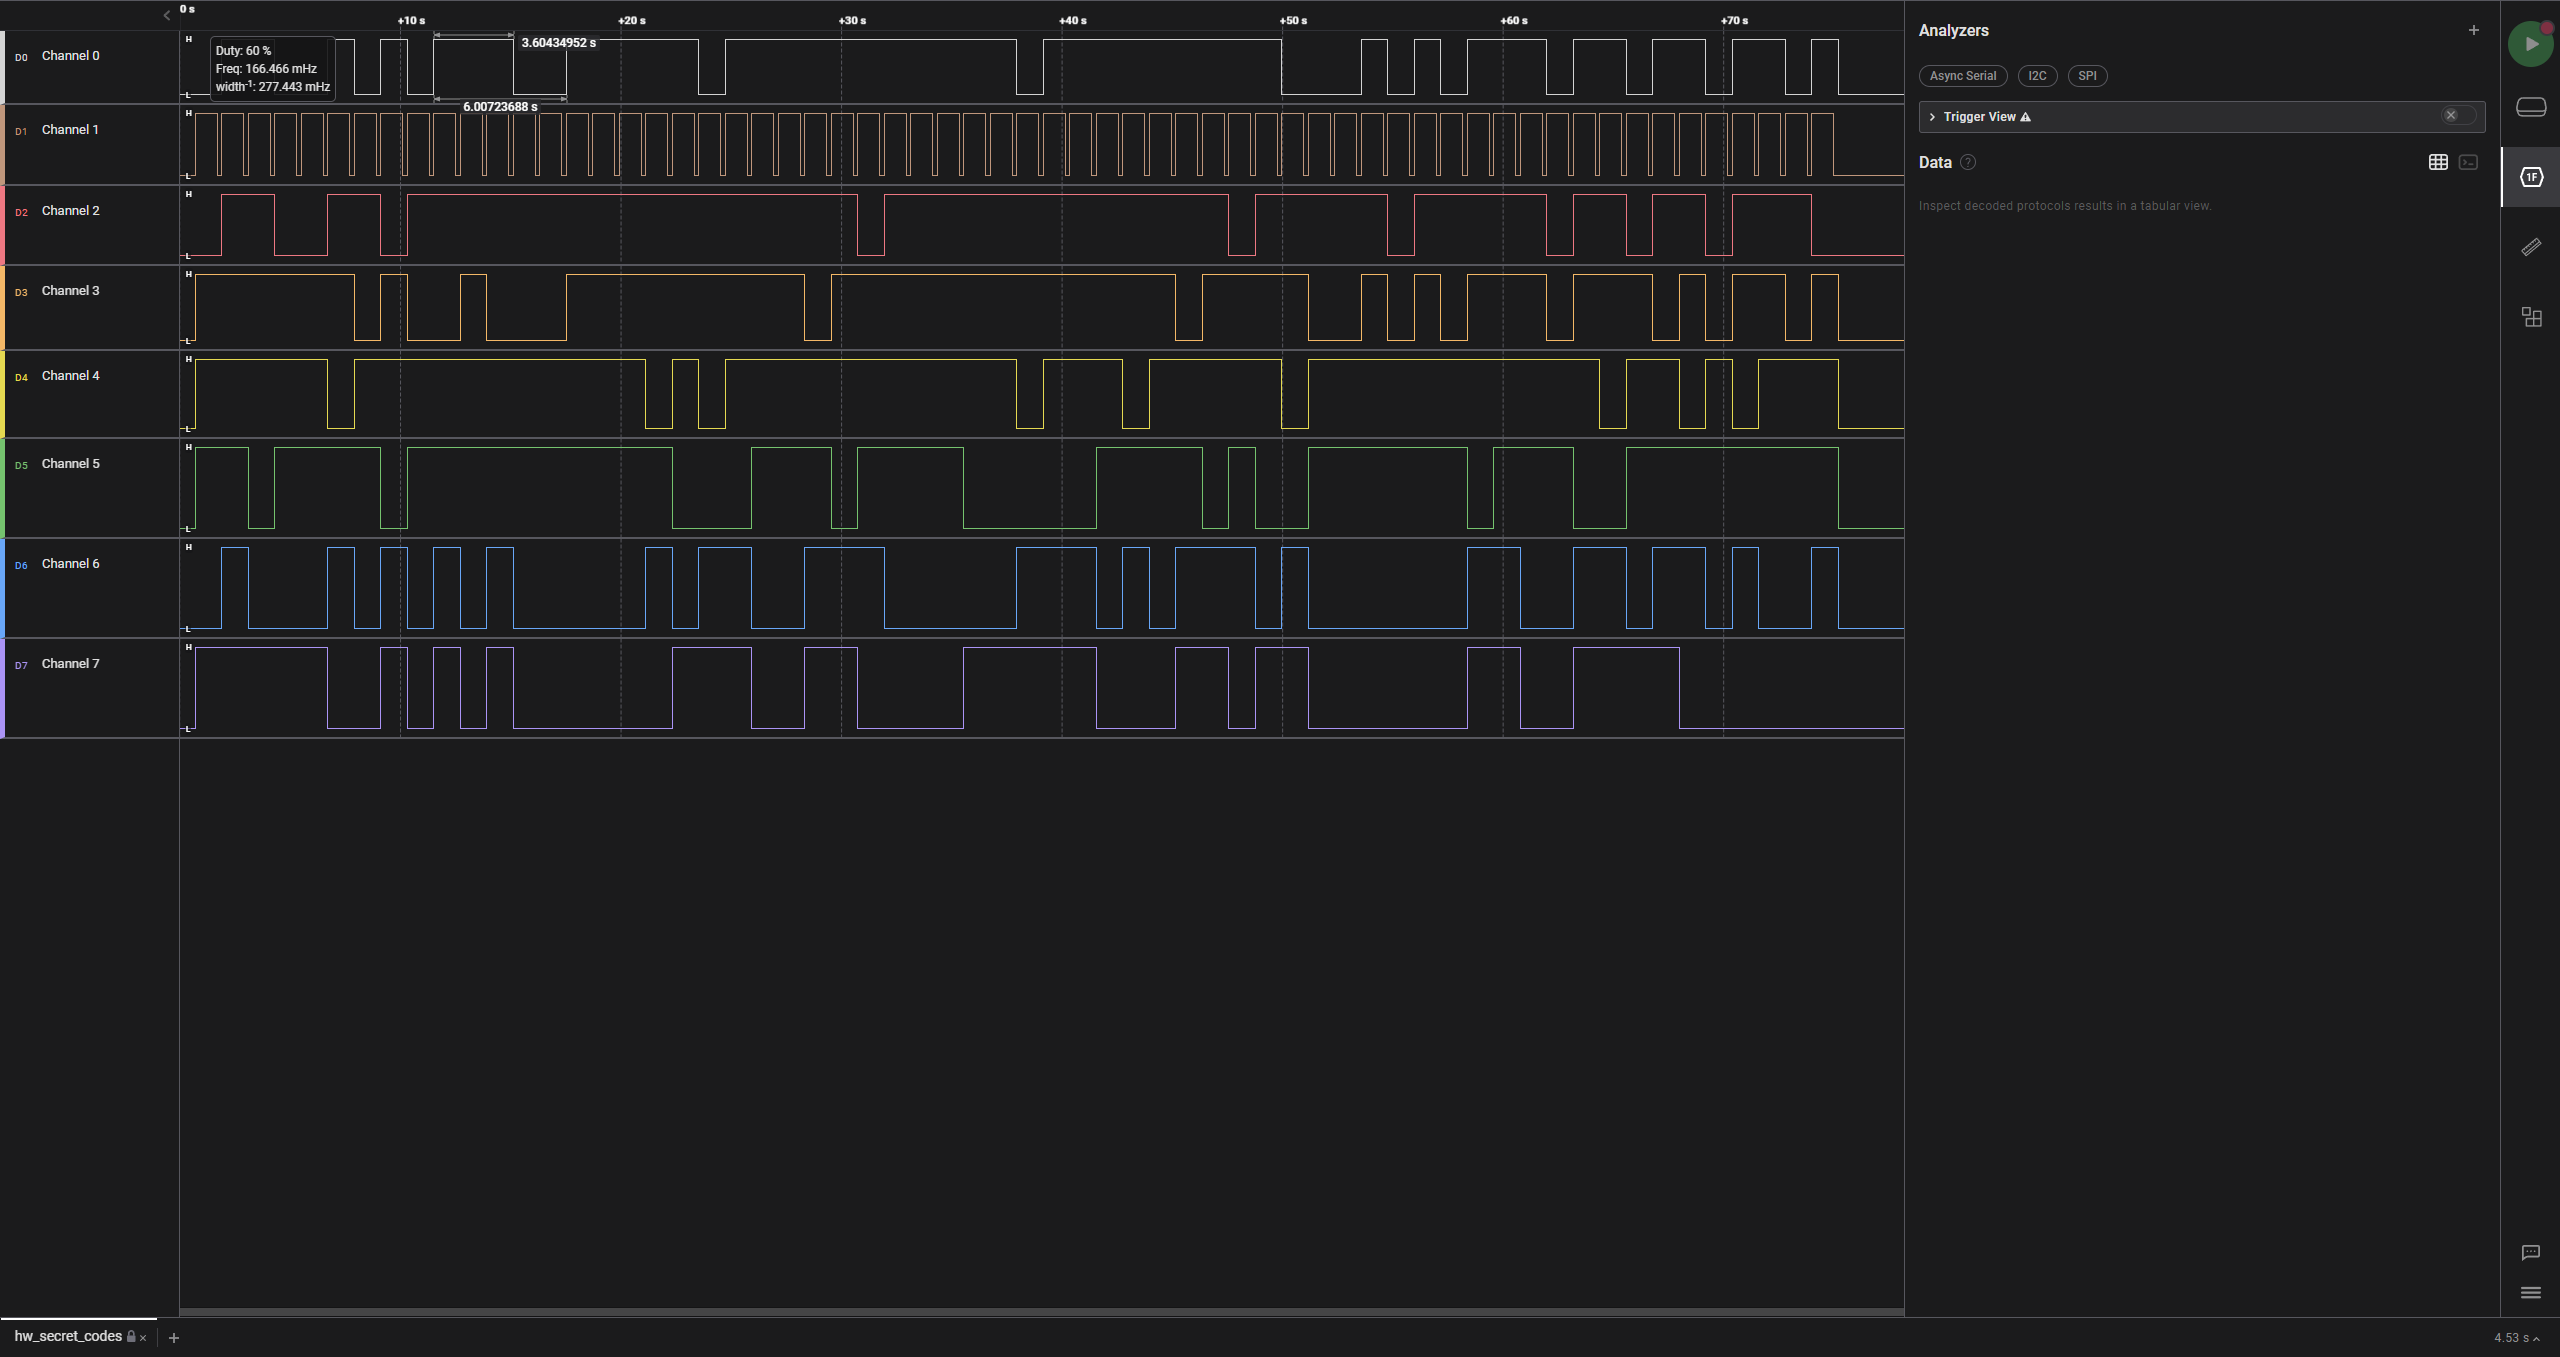 0 s
+10 s +20 s +30 s +40 s +50 s +60 s +70 s
D0 Channel 0
H
L
Duty: 60 %
Freq: 166.466 mHz
width-1: 277.443 mHz
3.60434952 s
6.00723688 s
D1 Channel 1
H
L
D2 Channel 2
H
L
D3 Channel 3
H
L
D4 Channel 4
H
L
D5 Channel 5
H
L
D6 Channel 6
H
L
D7 Channel 7
H
L
Analyzers
+
Async Serial I2C SPI
Trigger View
Data ?
Inspect decoded protocols results in a tabular view.
1F
hw_secret_codes × +
4.53 s